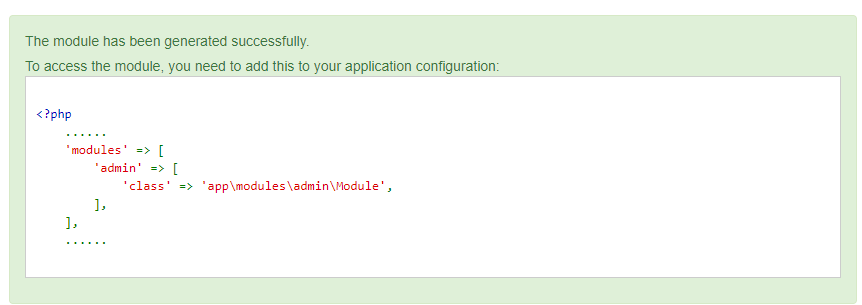 The module has been generated successfully.
To access the module, you need to add this to your application configuration:
<?php
    ......
    'modules' => [
        'admin' => [
            'class' => 'app\modules\admin\Module',
        ],
    ],
    ......